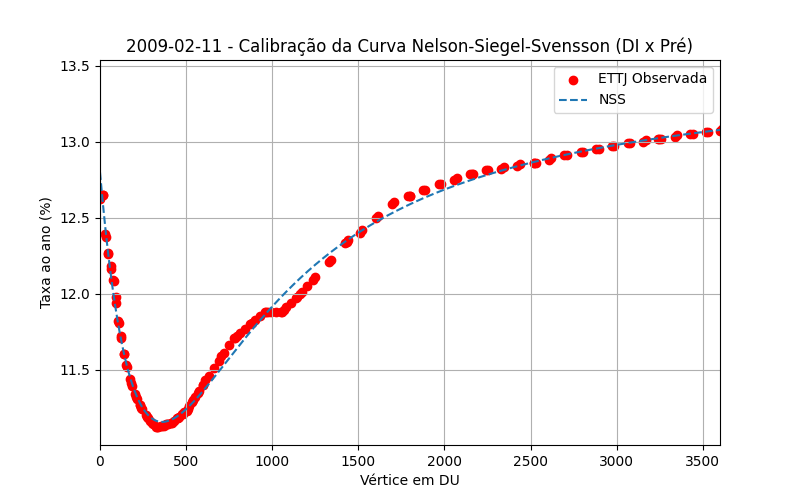 2009-02-11 - Calibração da Curva Nelson-Siegel-Svensson (DI x Pré)
13.5
13.0
12.5
12.0
11.5
Taxa ao ano (%)
ETTJ Observada
NSS
0
500
1000
1500
2000
2500
3000
3500
Vértice em DU